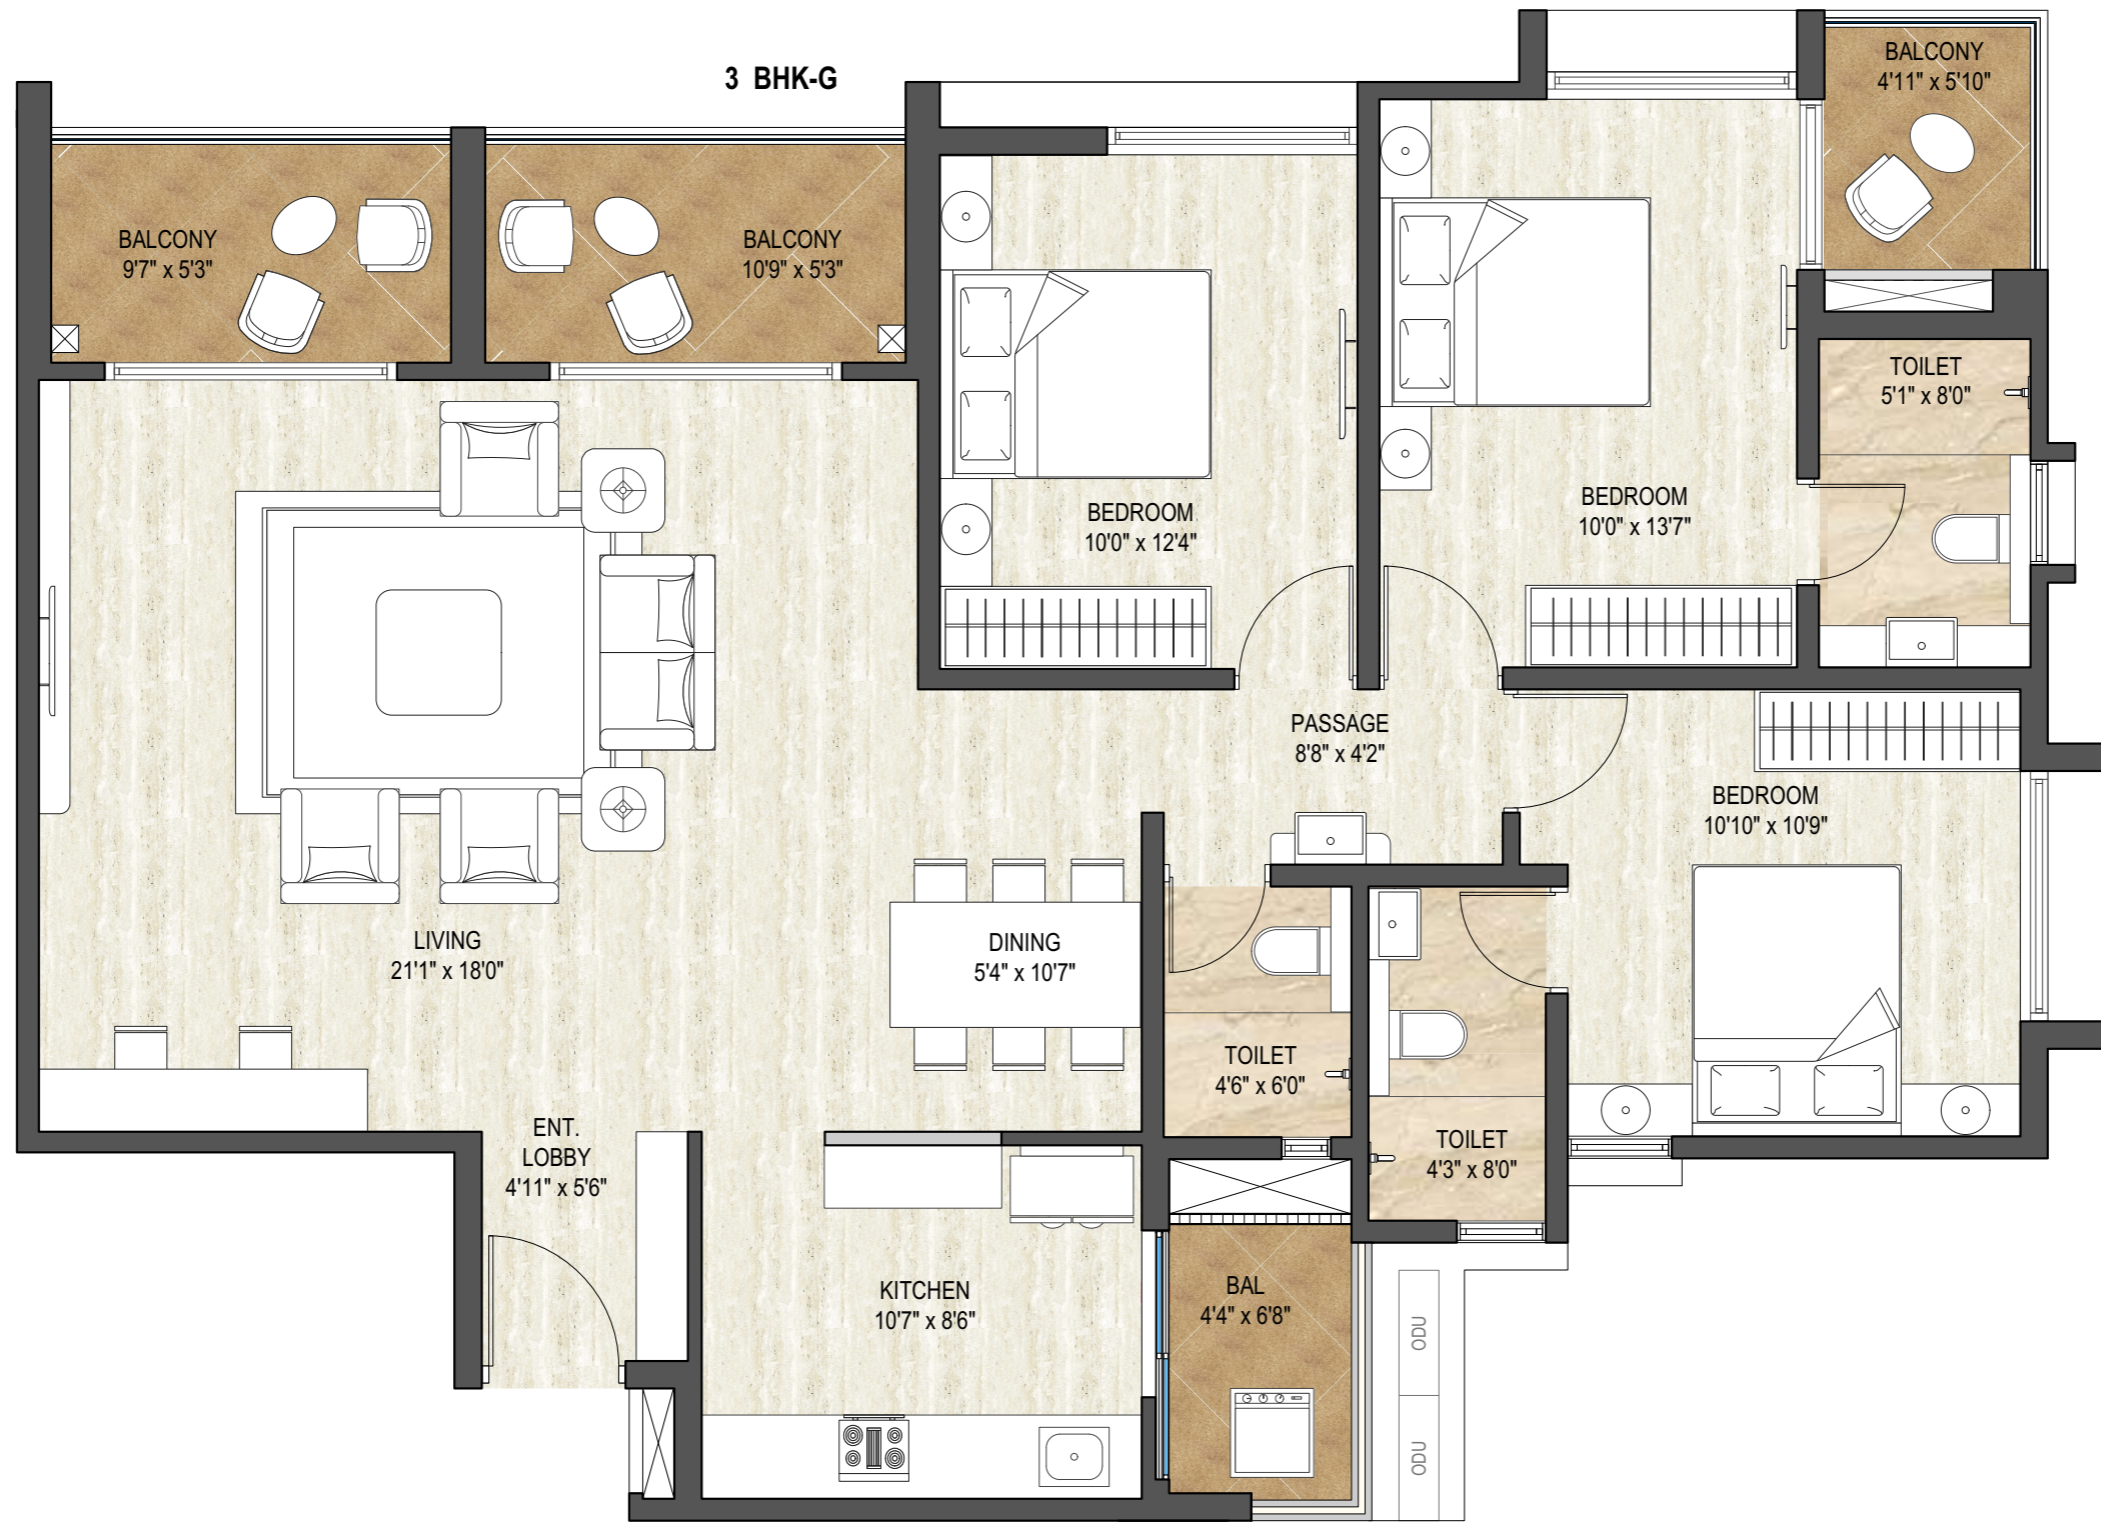 3 BHK-G
BALCONY
4'11" x 5'10"
BALCONY
9'7" x 5'3"
BALCONY
10'9" x 5'3"
TOILET
5'1" x 8'0"
BEDROOM
10'0" x 12'4"
BEDROOM
10'0" x 13'7"
PASSAGE
8'8" x 4'2"
BEDROOM
10'10" x 10'9"
LIVING
21'1" x 18'0"
DINING
5'4" x 10'7"
TOILET
4'6" x 6'0"
ENT.
LOBBY
4'11" x 5'6"
TOILET
4'3" x 8'0"
KITCHEN
10'7" x 8'6"
BAL
4'4" x 6'8"
ODU
ODU